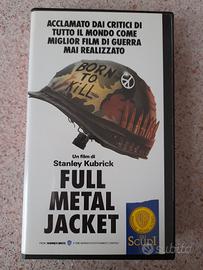 ACCLAMATO DAI CRITICI DI
TUTTO IL MONDO COME
MIGLIOR FILM DI GUERRA
MAI REALIZZATO
BORN
TO
KILL
Un film di
Stanley Kubrick
FULL
METAL
JACKET
subito